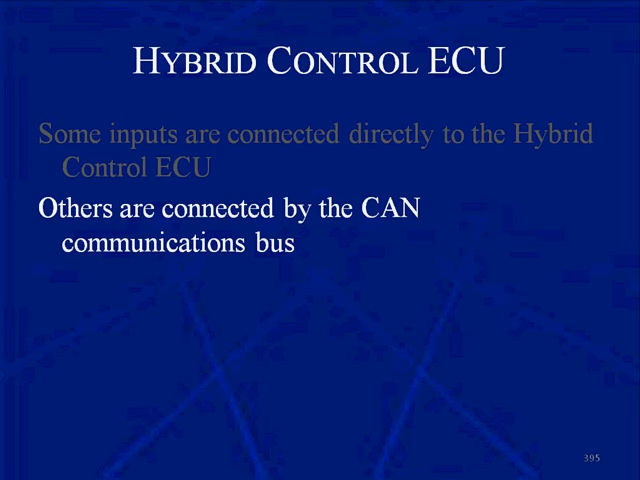 HYBRID CONTROL ECU
Some inputs are connected directly to the Hybrid
Control ECU
Others are connected by the CAN
communications bus
395